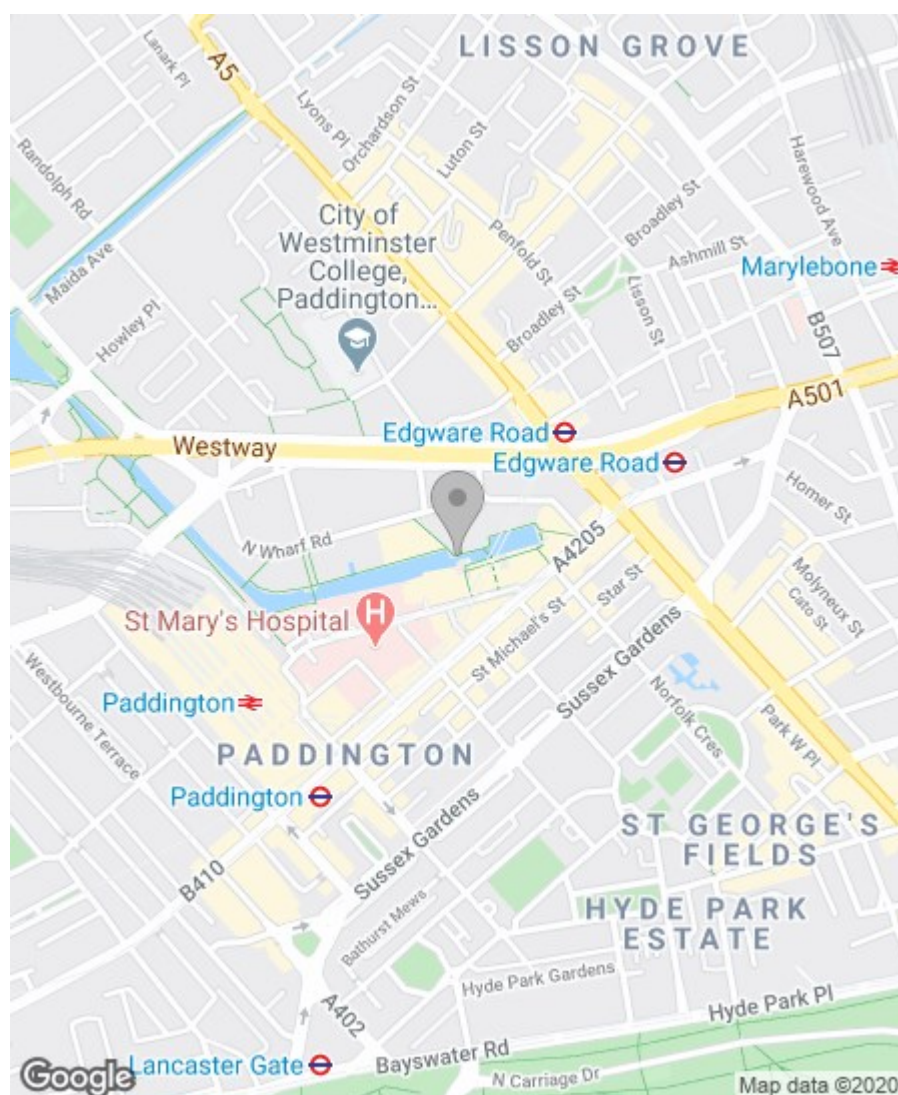 LISSON GROVE
Lanark Pl
A5
Lyons Pl
Orchardson St
Luton St
Harewood Ave
Randolph Rd
City of
Westminster
College,
Paddington...
Penfold St
Broadley St
Ashmill St
Maida Ave
Marylebone
Howley Pl
Broadley St
Lisson St
B507
A501
Edgware Road
Westway
Edgware Road
Homer St
N Wharf Rd
A4205
Molyneux St
Cato St
Star St
St Mary's Hospital
H
St Michael's St
Sussex Gardens
Westbourne Terrace
Norfolk Cres
Paddington
Park W Pl
PADDINGTON
Paddington
ST GEORGE'S
FIELDS
Sussex Gardens
B410
HYDE PARK
ESTATE
Bathurst Mews
Hyde Park Gardens
Hyde Park Pl
A402
Bayswater Rd
Lancaster Gate
N Carriage Dr
Google
Map data ©2020